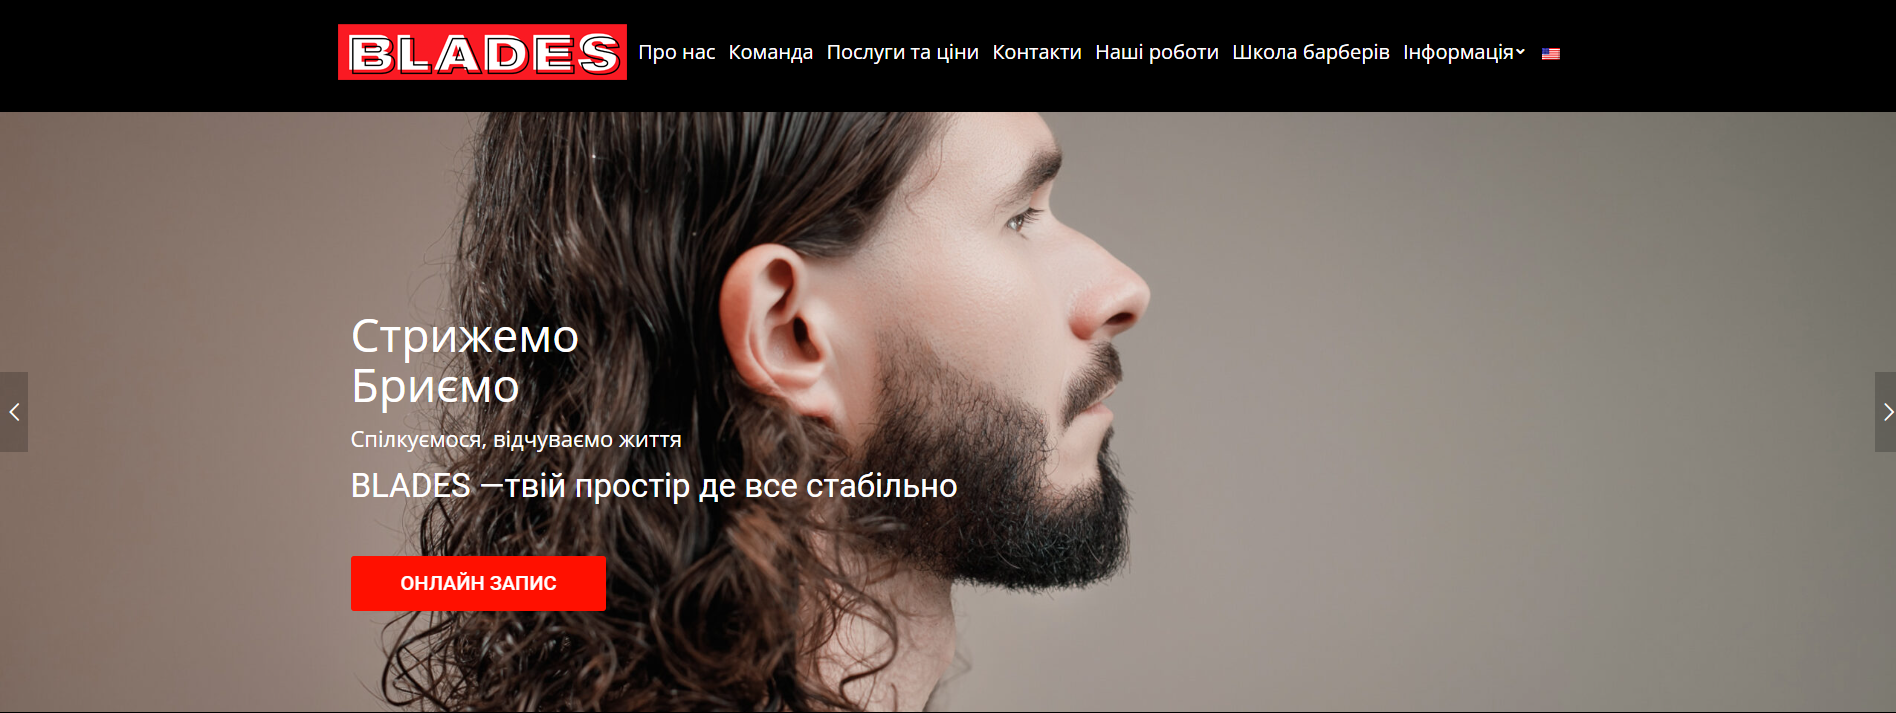 BLADES
Про нас Команда Послуги та ціни Контакти Наші роботи Школа барберів Інформація
Стрижемо
Бриємо
Спілкуємося, відчуваємо життя
BLADES —твій простір де все стабільно
ОНЛАЙН ЗАПИС